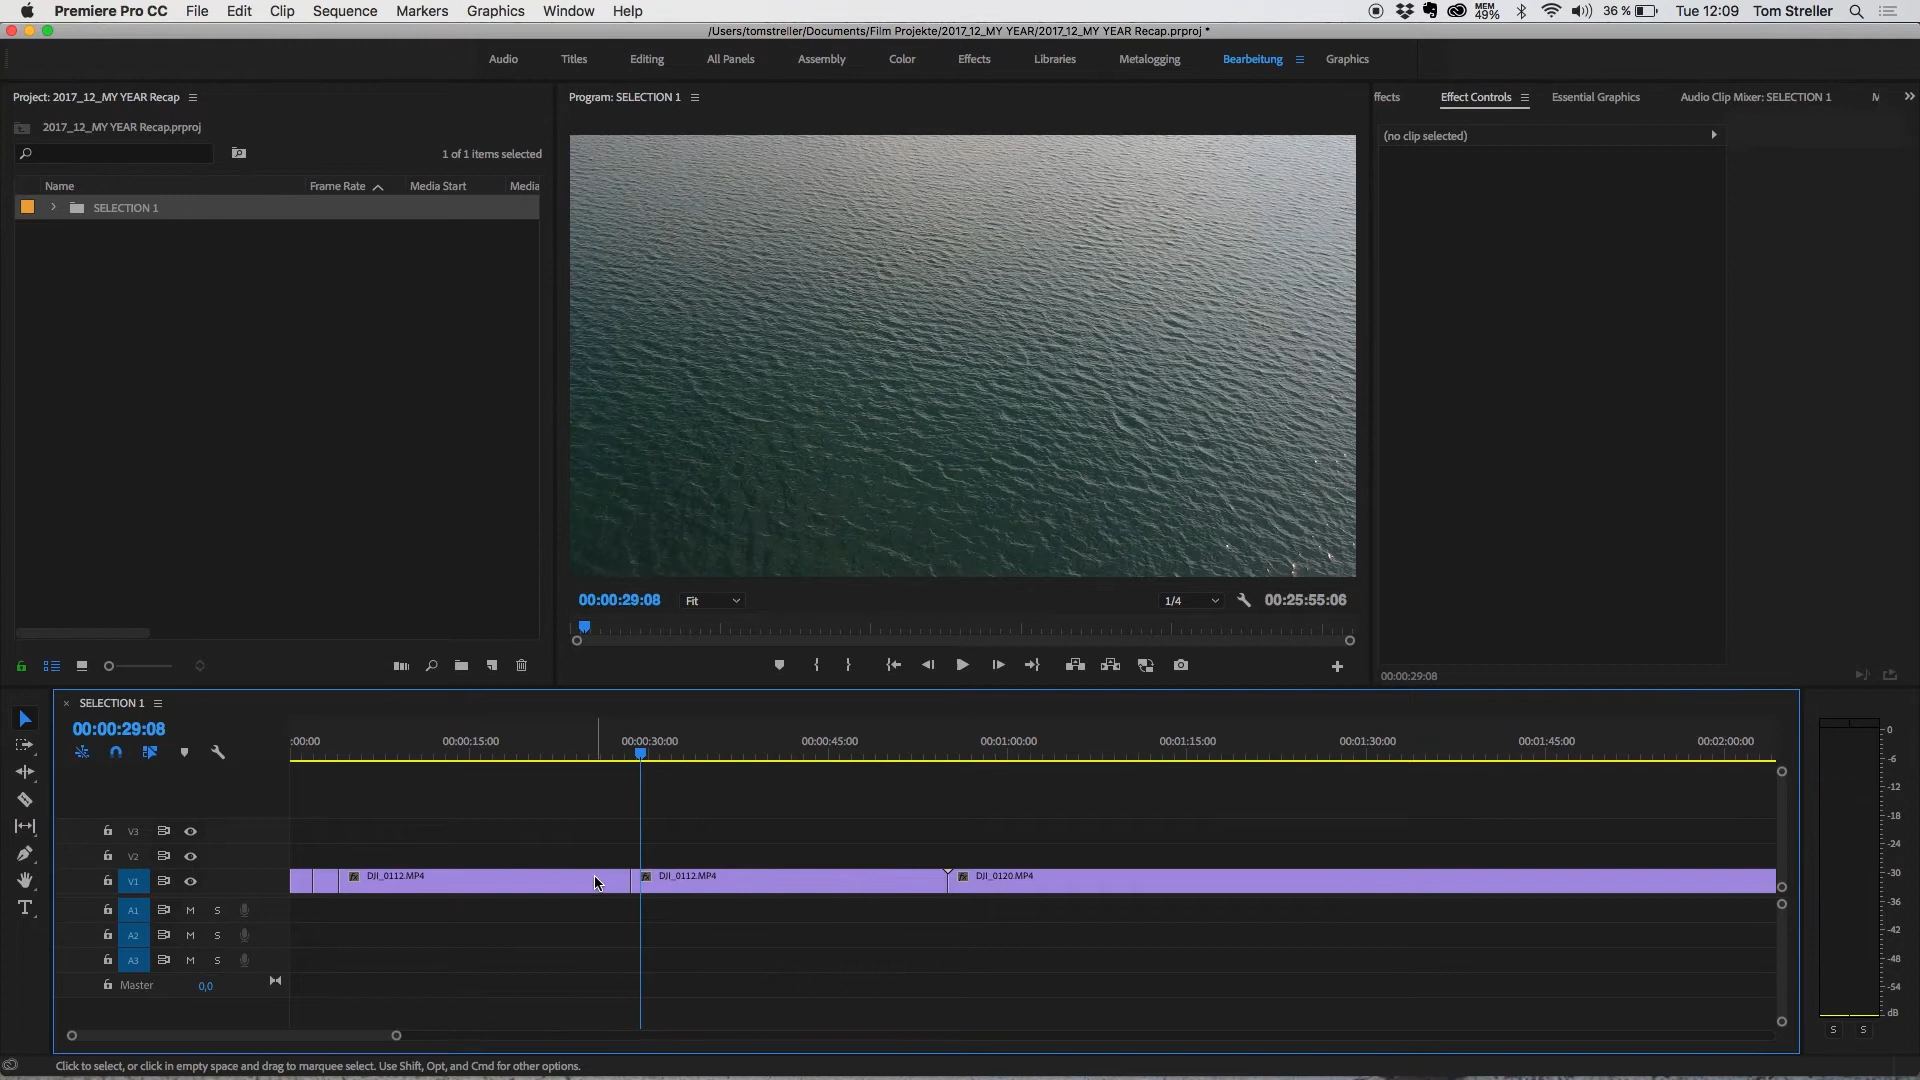 Premiere Pro CC File Edit Clip Sequence Markers Graphics Window Help MEM 49% 36 % Tue 12:09 Tom Streller
/Users/tomstreller/Documents/Film Projekte/2017_12_MY YEAR/2017_12_MY YEAR Recap.prproj *
Audio Titles Editing All Panels Assembly Color Effects Libraries Metalogging Bearbeitung Graphics
Project: 2017_12_MY YEAR Recap
2017_12_MY YEAR Recap.prproj
1 of 1 items selected
Name Frame Rate Media Start Media
SELECTION 1
Program: SELECTION 1
00:00:29:08 Fit 1/4 00:25:55:06
ffects Effect Controls Essential Graphics Audio Clip Mixer: SELECTION 1 M
(no clip selected)
00:00:29:08
SELECTION 1
00:00:29:08
:00:00 00:00:15:00 00:00:30:00 00:00:45:00 00:01:00:00 00:01:15:00 00:01:30:00 00:01:45:00 00:02:00:00
V3
V2
V1 fx DJI_0112.MP4 fx DJI_0112.MP4 fx DJI_0120.MP4
A1 M S
A2 M S
A3 M S
Master 0,0
0
-6
-12
-18
-24
-30
-36
-42
-48
-54
dB
S S
Click to select, or click in empty space and drag to marquee select. Use Shift, Opt, and Cmd for other options.